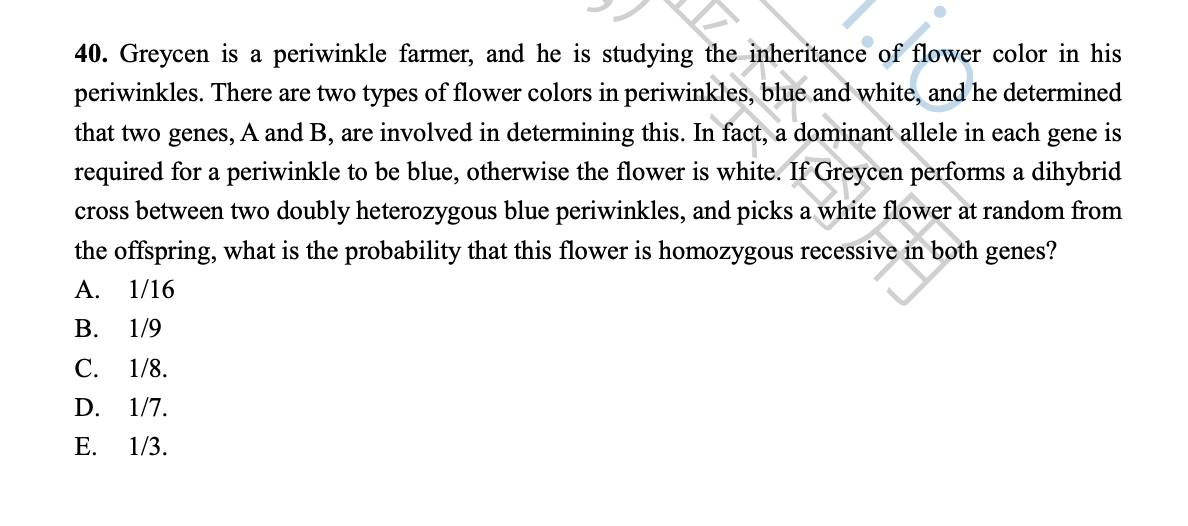 40. Greycen is a periwinkle farmer, and he is studying the inheritance of flower color in his
periwinkles. There are two types of flower colors in periwinkles, blue and white, and he determined
that two genes, A and B, are involved in determining this. In fact, a dominant allele in each gene is
required for a periwinkle to be blue, otherwise the flower is white. If Greycen performs a dihybrid
cross between two doubly heterozygous blue periwinkles, and picks a white flower at random from
the offspring, what is the probability that this flower is homozygous recessive in both genes?
A. 1/16
B. 1/9
C. 1/8.
D. 1/7.
E. 1/3.